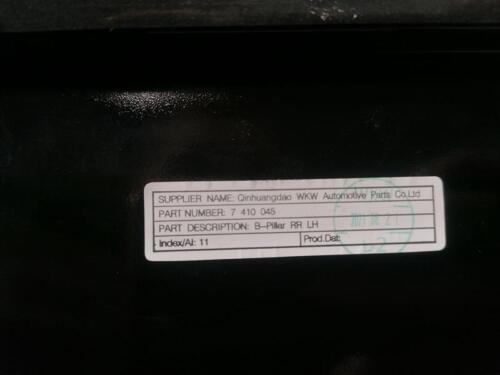 SUPPLIER NAME: Qinhuangdao WKW Automotive Parts Co,Ltd
PART NUMBER: 7 410 045
PART DESCRIPTION: B-Pillar RR LH
Index/AI: 11 Prod.Dat: